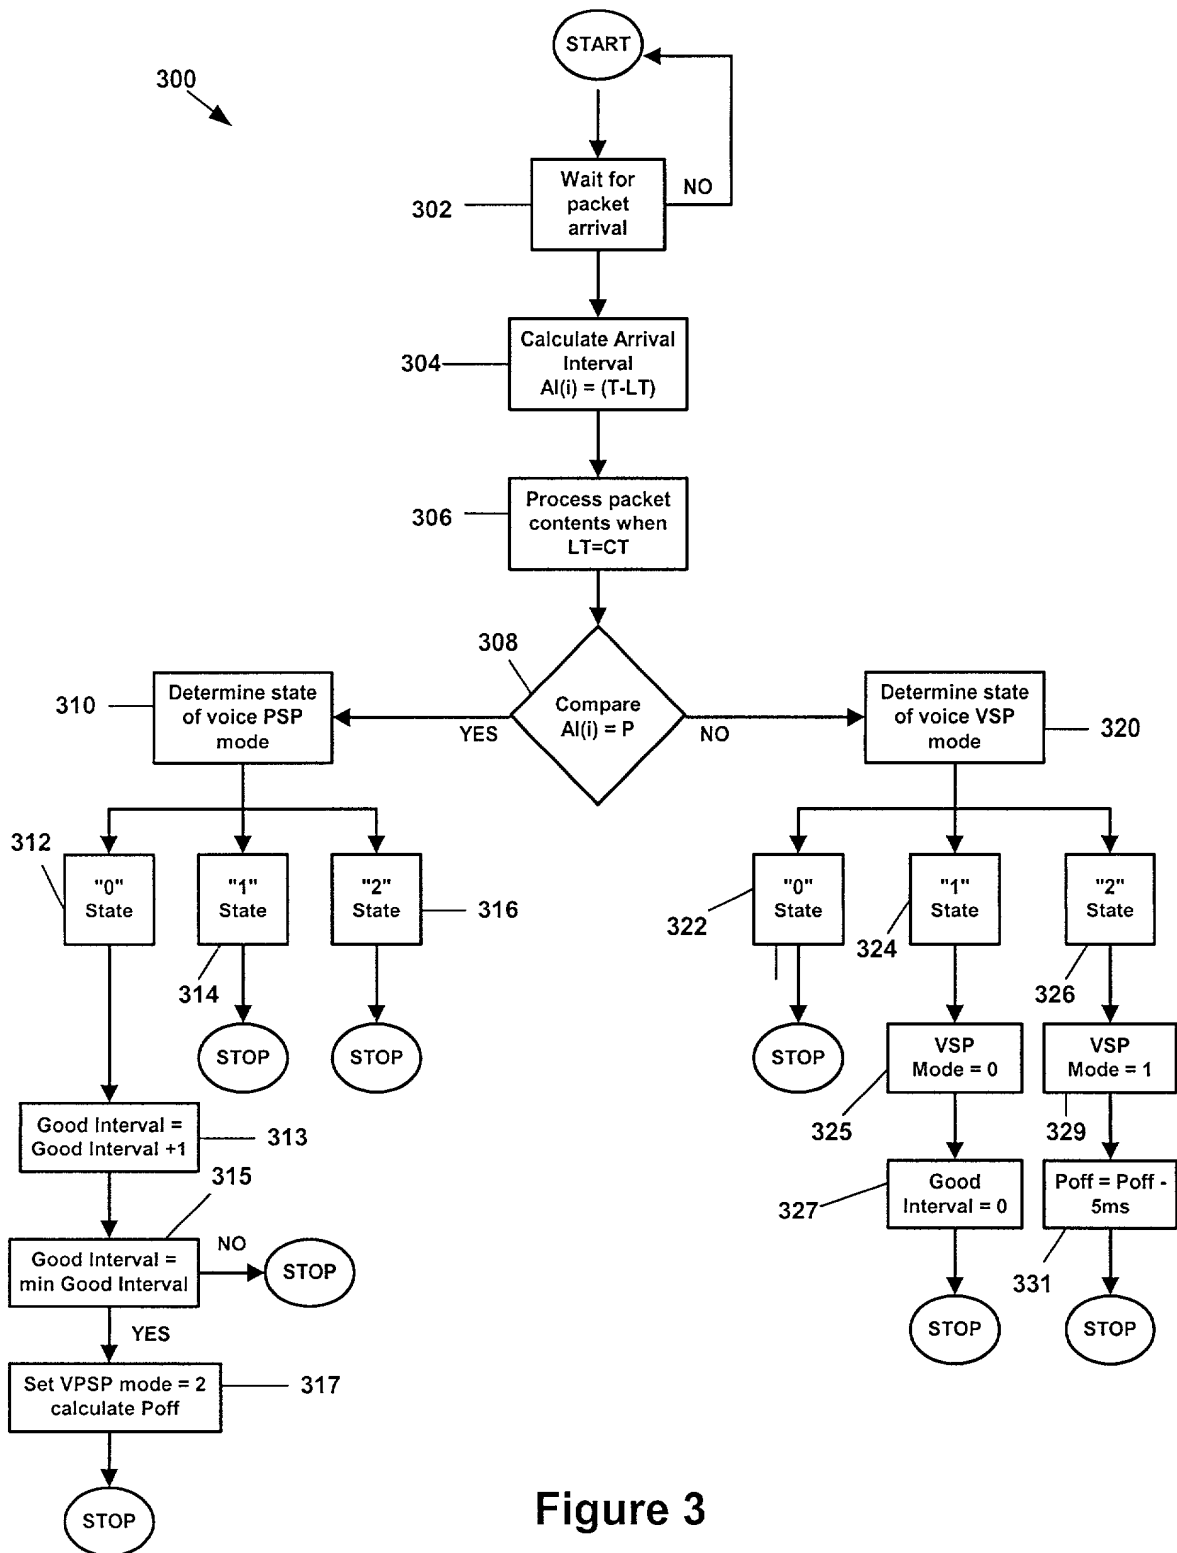 START
300
Wait for
packet
arrival
NO
302
Calculate Arrival
Interval
AI(i) = (T-LT)
304
Process packet
contents when
LT=CT
306
308
Compare
AI(i) = P
YES
NO
310
Determine state
of voice PSP
mode
Determine state
of voice VSP
mode
320
312
"0"
State
"1"
State
"2"
State
316
314
STOP
STOP
"0"
State
322
"1"
State
324
"2"
State
326
STOP
VSP
Mode = 0
325
VSP
Mode = 1
329
Good Interval =
Good Interval +1
313
315
Good
Interval = 0
327
Poff = Poff -
5ms
331
Good Interval =
min Good Interval
NO
STOP
STOP
STOP
YES
Set VPSP mode = 2
calculate Poff
317
STOP
Figure 3